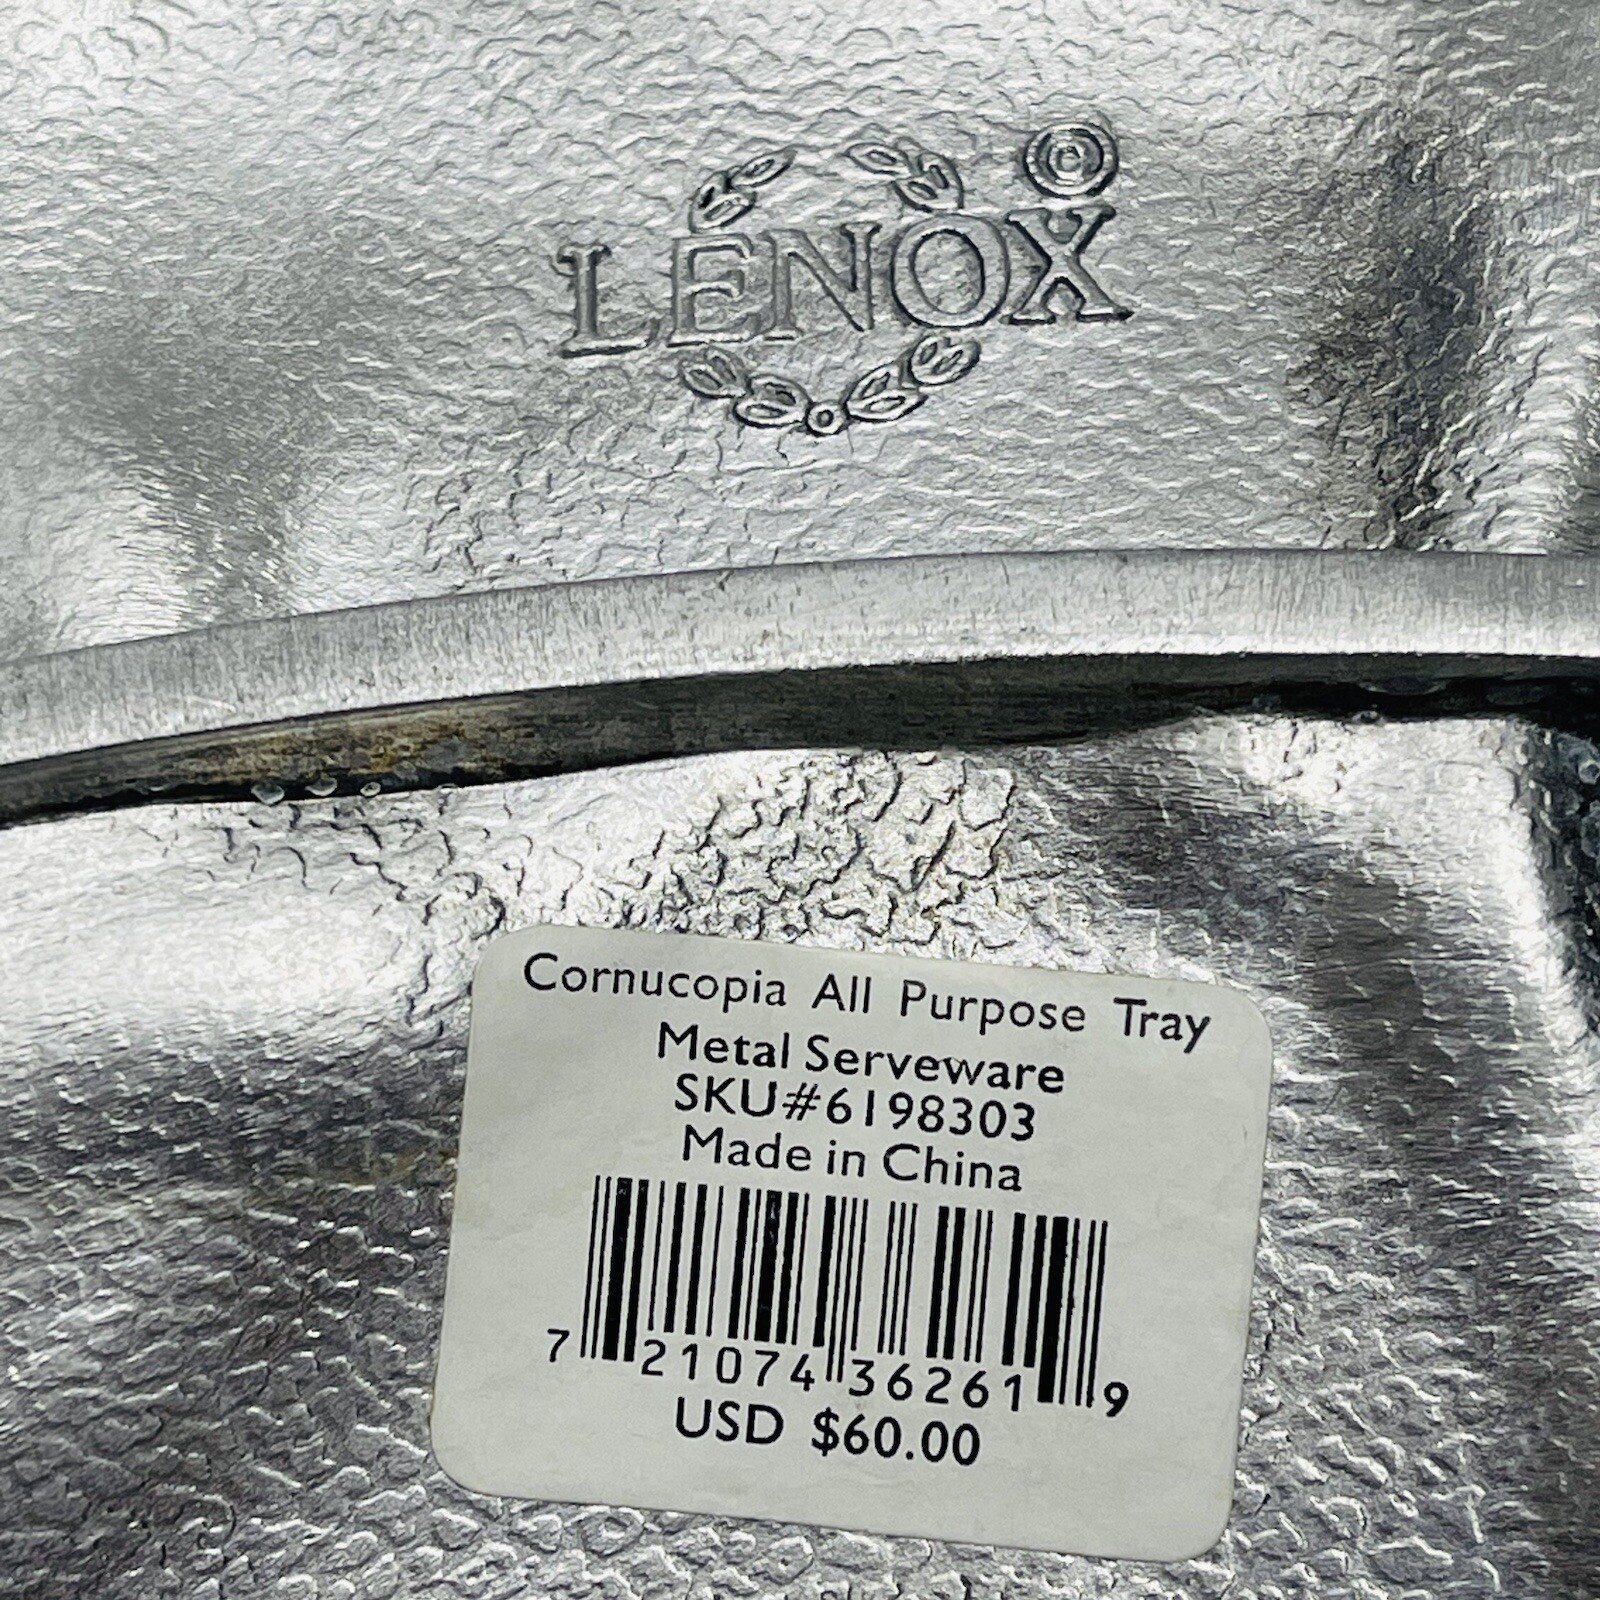 LENOX
Cornucopia All Purpose Tray
Metal Serveware
SKU#6198303
Made in China
7 21074 36261 9
USD $60.00